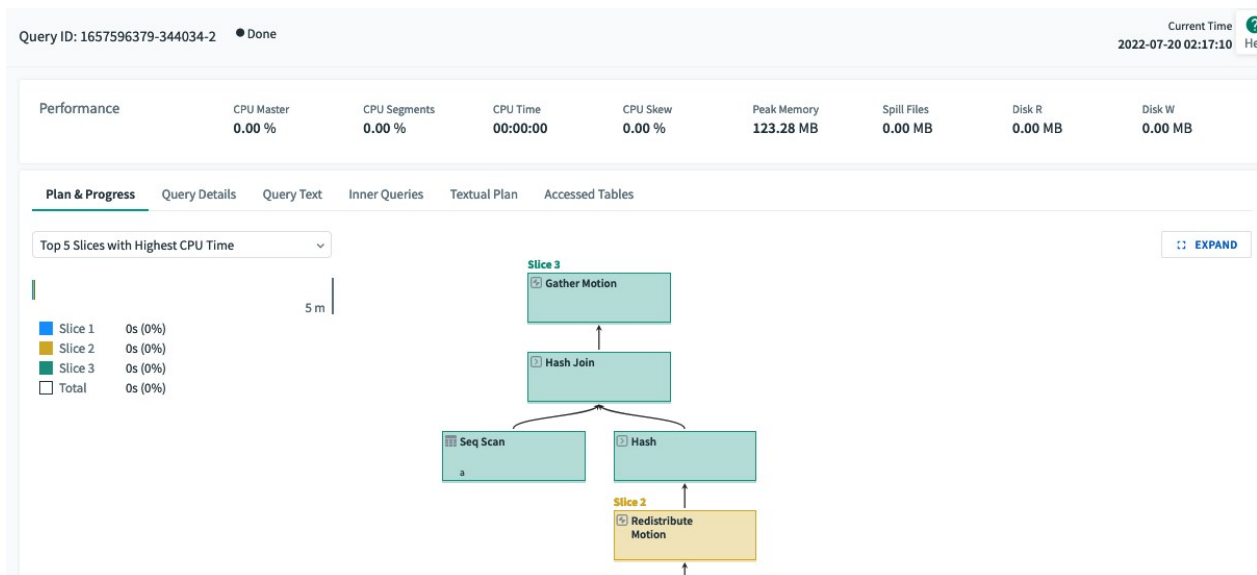 Query ID: 1657596379-344034-2 Done
Current Time
2022-07-20 02:17:10
?
He
Performance
CPU Master CPU Segments CPU Time CPU Skew Peak Memory Spill Files Disk R Disk W
0.00 % 0.00 % 00:00:00 0.00 % 123.28 MB 0.00 MB 0.00 MB 0.00 MB
Plan & Progress Query Details Query Text Inner Queries Textual Plan Accessed Tables
Top 5 Slices with Highest CPU Time
EXPAND
5 m
Slice 1 0s (0%)
Slice 2 0s (0%)
Slice 3 0s (0%)
Total 0s (0%)
Slice 3
Gather Motion
Hash Join
Seq Scan
a
Hash
Slice 2
Redistribute
Motion